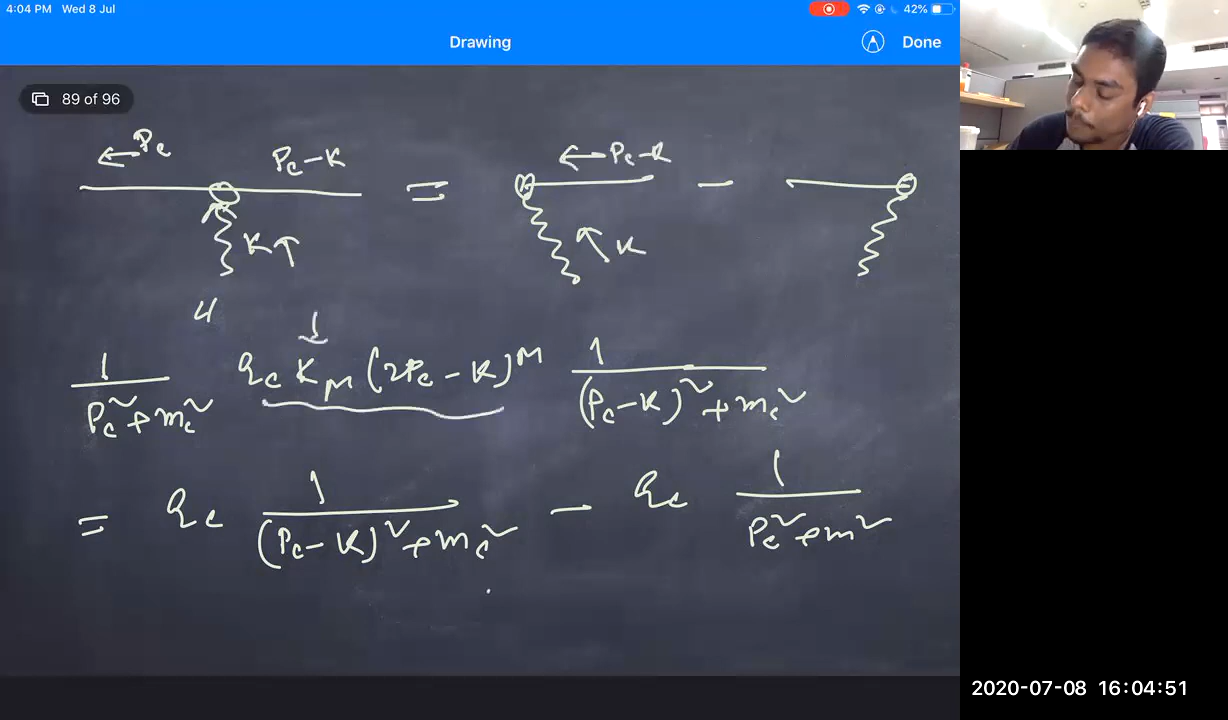 4:04 PM Wed 8 Jul
42%
Drawing
Done
89 of 96
← Pc Pc-K = ← Pc-K -
K ↑ ↑ K
↓
1/(Pc² + mc²) qc Kμ (2Pc - K)^μ 1/((Pc-K)² + mc²)
= qc 1/((Pc-K)² + mc²) - qc 1/(Pc² + m²)
2020-07-08 16:04:51